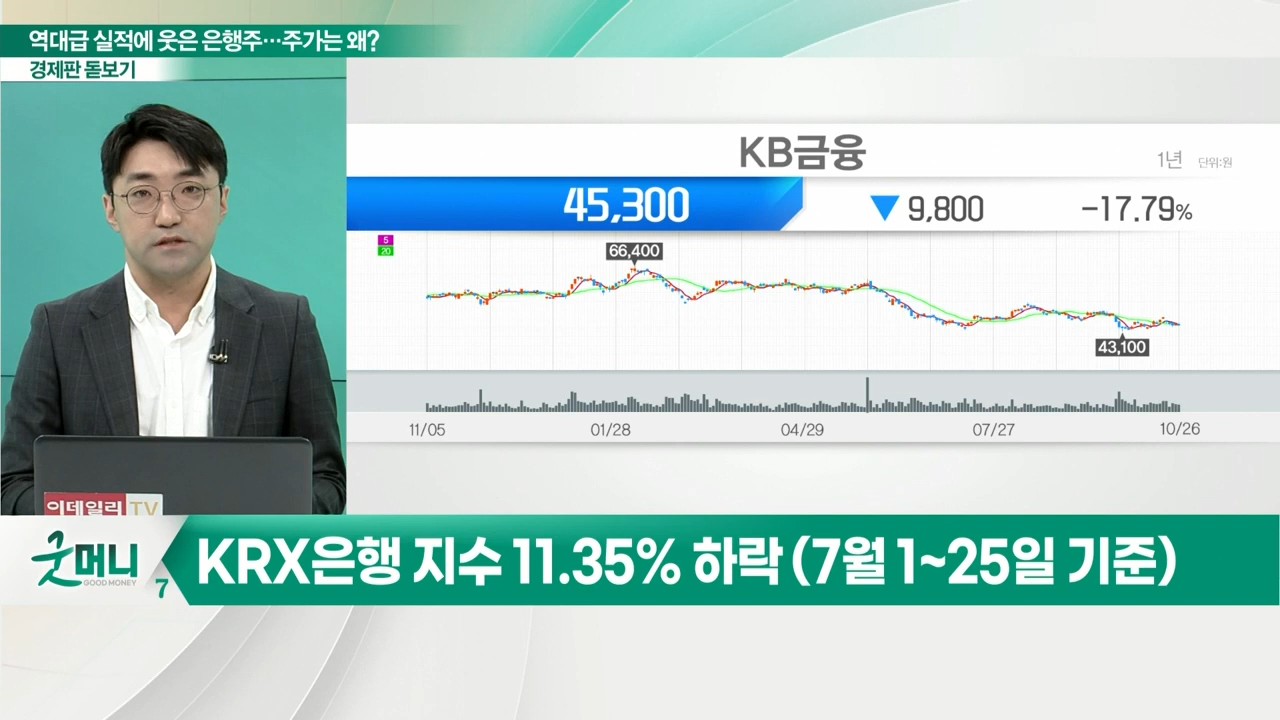 역대급 실적에 웃은 은행주…주가는 왜?
경제판 돋보기
KB금융
1년 단위:원
45,300 ▼ 9,800 -17.79%
5
20
66,400
43,100
11/05 01/28 04/29 07/27 10/26
이데일리 TV
굿머니
GOOD MONEY
7
KRX은행 지수 11.35% 하락 (7월 1~25일 기준)